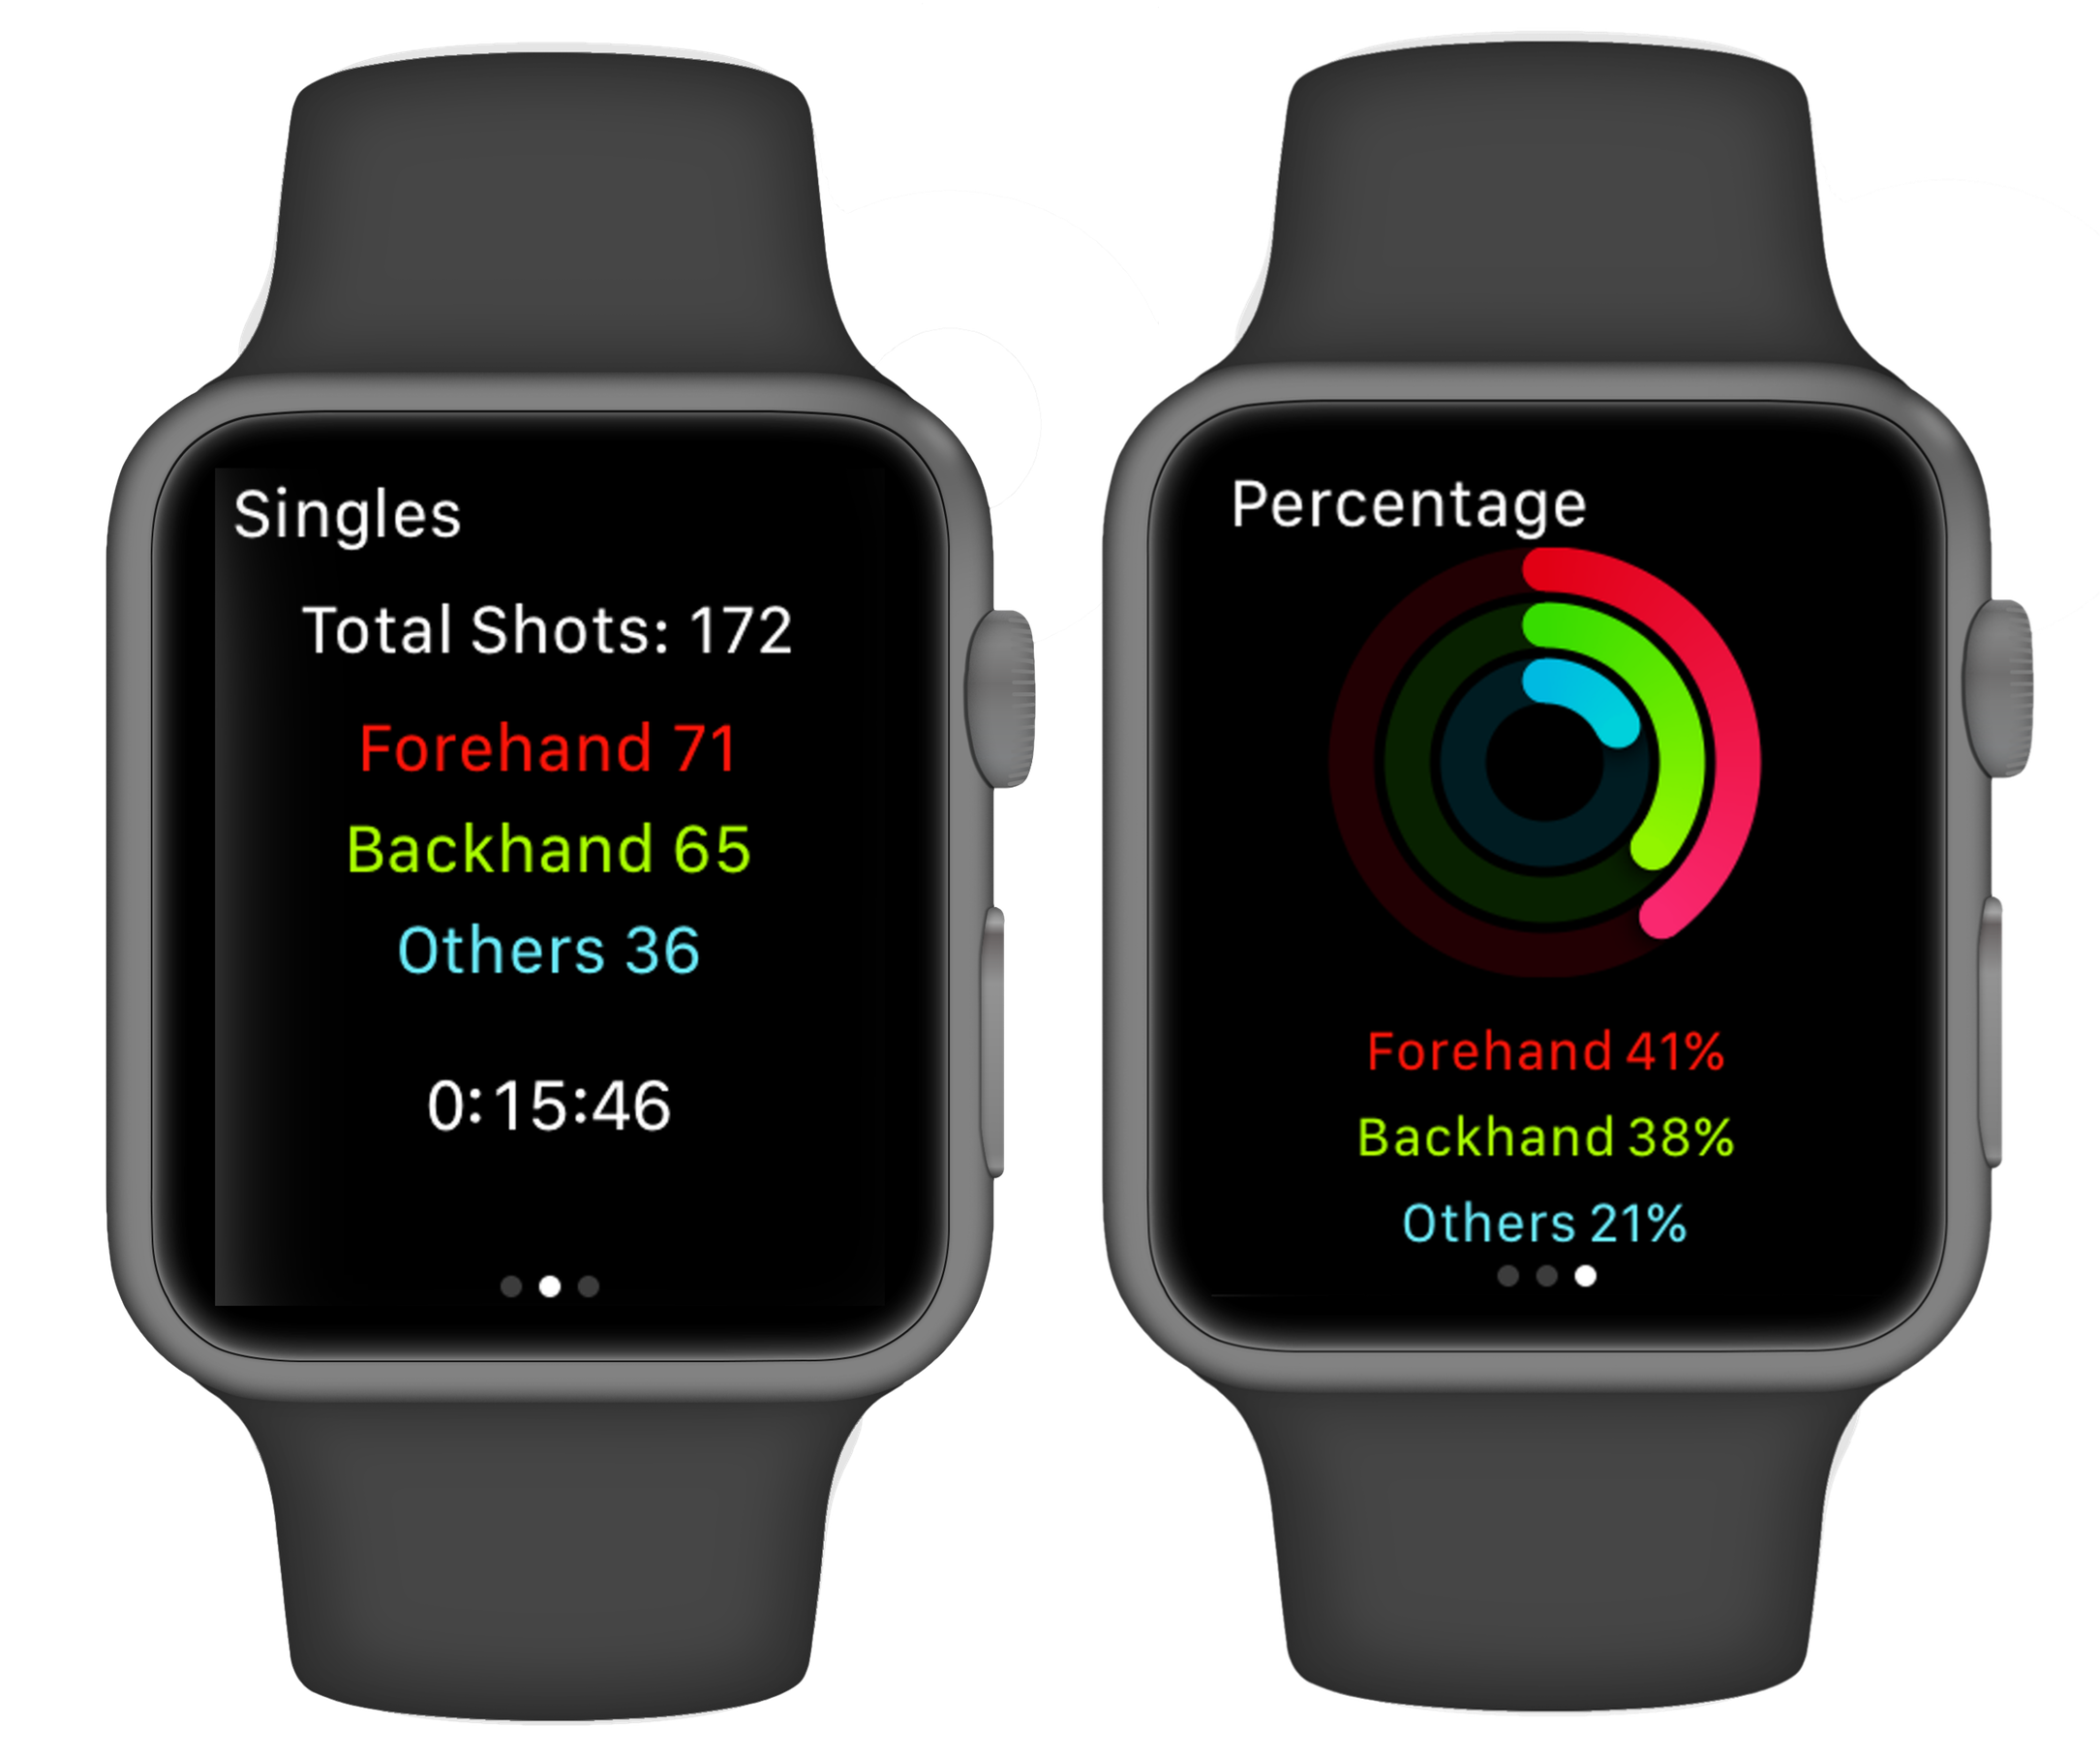 Singles
Total Shots: 172
Forehand 71
Backhand 65
Others 36
0:15:46
Percentage
Forehand 41%
Backhand 38%
Others 21%